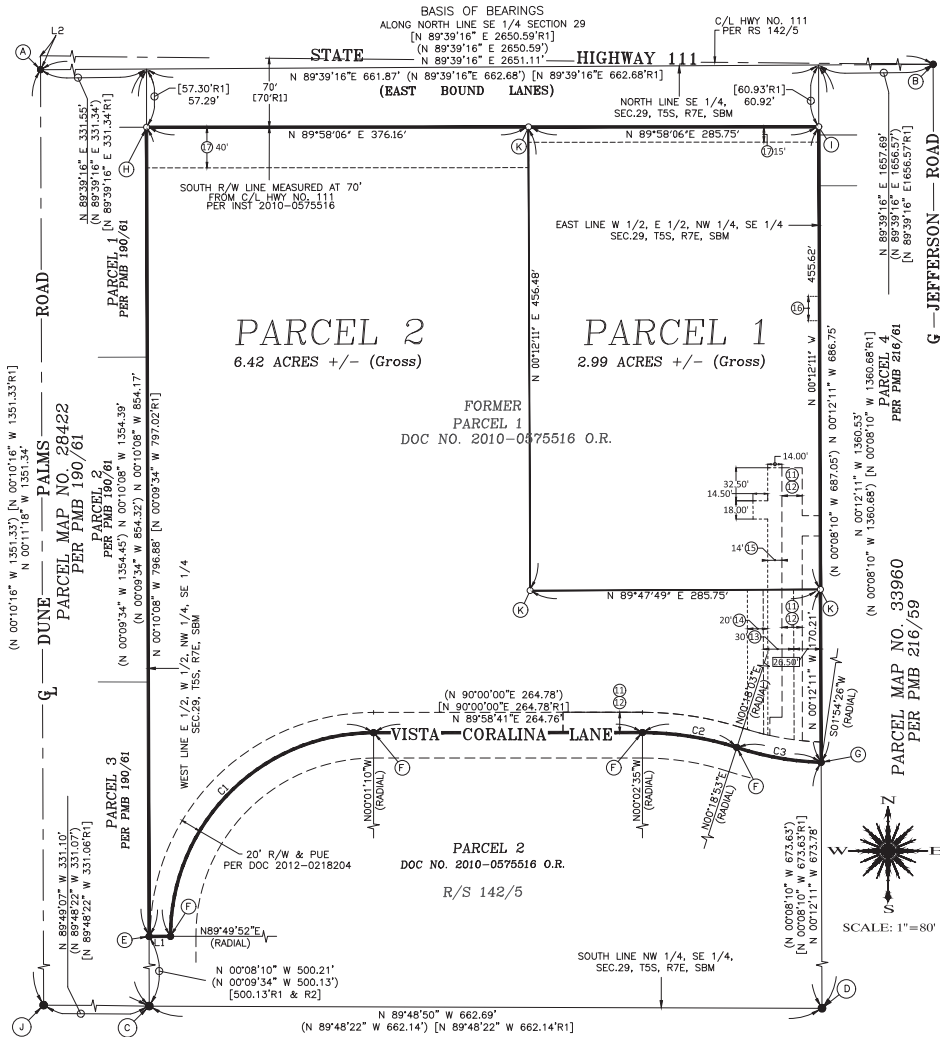 BASIS OF BEARINGS
ALONG NORTH LINE SE 1/4 SECTION 29
[N 89°39'16" E 2650.59'R1]
(N 89°39'16" E 2650.59')
N 89°39'16" E 2651.11'
C/L HWY NO. 111
PER RS 142/5
L2
A
STATE HIGHWAY 111
B
N 89°39'16"E 661.87' (N 89°39'16"E 662.68') [N 89°39'16"E 662.68'R1]
(EAST BOUND LANES)
[57.30'R1]
57.29'
70'
[70'R1]
NORTH LINE SE 1/4,
SEC.29, T5S, R7E, SBM
[60.93'R1]
60.92'
N 89°39'16" E 331.55'
(N 89°39'16" E 331.34')
[N 89°39'16" E 331.34'R1]
H
N 89°58'06" E 376.16'
K
N 89°58'06"E 285.75'
I
17 40'
17 15'
SOUTH R/W LINE MEASURED AT 70'
FROM C/L HWY NO. 111
PER INST 2010-0575516
EAST LINE W 1/2, E 1/2, NW 1/4, SE 1/4
SEC.29, T5S, R7E, SBM
N 89°39'16" E 1657.69'
(N 89°39'16" E 1656.57')
[N 89°39'16" E1656.57'R1]
PARCEL 1
PER PMB 190/61
455.62'
N 00°12'11" W
16
G JEFFERSON ROAD
PARCEL 2
6.42 ACRES +/- (Gross)
PARCEL 1
2.99 ACRES +/- (Gross)
N 00°12'11" E 456.48'
PARCEL 4
PER PMB 216/61
FORMER
PARCEL 1
DOC NO. 2010-0575516 O.R.
(N 00°10'16" W 1351.33') [N 00°10'16" W 1351.33'R1]
N 00°11'18" W 1351.34'
DUNE PALMS ROAD
CL
PARCEL MAP NO. 28422
PER PMB 190/61
PARCEL 2
PER PMB 190/61
(N 00°09'34" W 1354.45') N 00°10'08" W 1354.39'
(N 00°09'34" W 854.32') N 00°10'08" W 854.17'
N 00°10'08" W 796.88' [N 00°09'34" W 797.02'R1]
(N 00°08'10" W 687.05') N 00°12'11" W 686.75'
N 00°12'11" W 1360.53'
(N 00°08'10" W 1360.68') [N 00°08'10" W 1360.68'R1]
14.00'
32.50'
14.50'
18.00'
11
12
14' 15
K
N 89°47'49" E 285.75'
K
11
12
20' 14
30' 13
26.50'
N 00°12'11" W 170.21'
PARCEL MAP NO. 33960
PER PMB 216/59
WEST LINE E 1/2, W 1/2, NW 1/4, SE 1/4
SEC.29, T5S, R7E, SBM
(N 90°00'00"E 264.78')
[N 90°00'00"E 264.78'R1]
N 89°58'41"E 264.76'
11
12
N00°18'03"E
(RADIAL)
S01°54'26"W
(RADIAL)
VISTA CORALINA LANE
C1
C2
C3
F
F
F
G
N00°01'10"W
(RADIAL)
N00°02'35"W
(RADIAL)
N00°18'53"E
(RADIAL)
PARCEL 3
PER PMB 190/61
20' R/W & PUE
PER DOC 2012-0218204
PARCEL 2
DOC NO. 2010-0575516 O.R.
R/S 142/5
N
W E
S
SCALE: 1"=80'
N 89°49'07" W 331.10'
(N 89°48'22" W 331.07')
[N 89°48'22" W 331.06'R1]
(N 00°08'10" W 673.63')
[N 00°08'10" W 673.63'R1]
N 00°12'11" W 673.78'
F
E
L1
N89°49'52"E
(RADIAL)
N 00°08'10" W 500.21'
(N 00°09'34" W 500.13')
[500.13'R1 & R2]
SOUTH LINE NW 1/4, SE 1/4,
SEC.29, T5S, R7E, SBM
J
C
D
N 89°48'50" W 662.69'
(N 89°48'22" W 662.14') [N 89°48'22" W 662.14'R1]